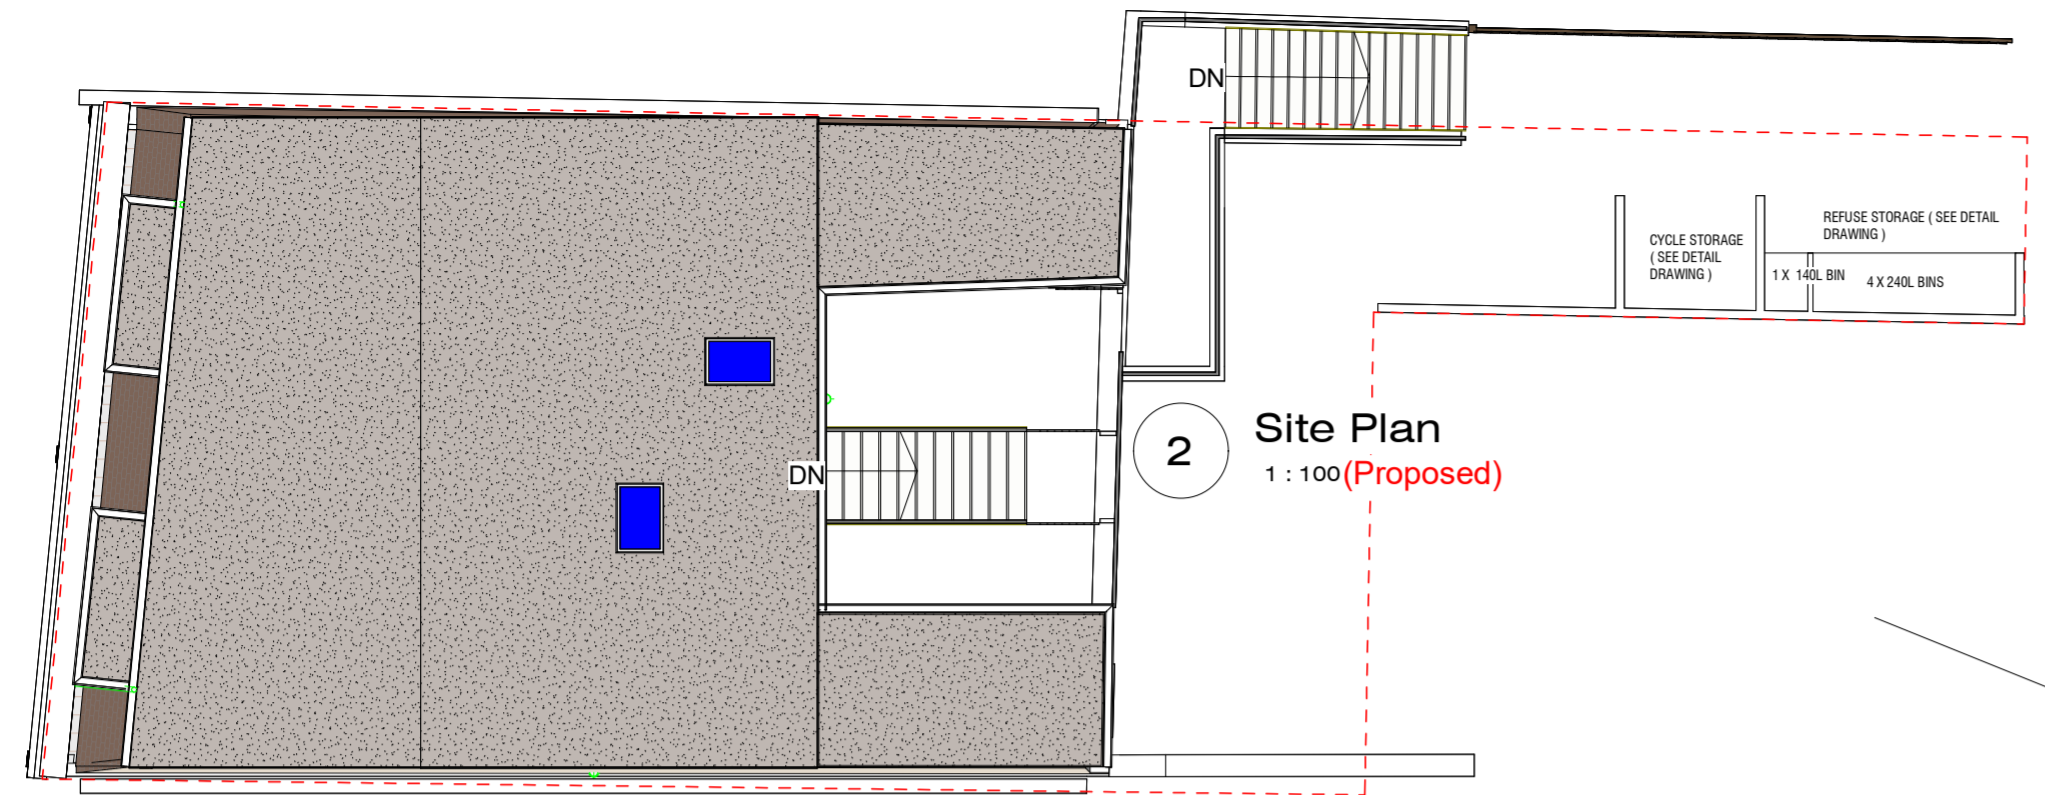 DN
REFUSE STORAGE ( SEE DETAIL
DRAWING )
CYCLE STORAGE
( SEE DETAIL
DRAWING )
1 X 140L BIN
4 X 240L BINS
2
Site Plan
1 : 100 (Proposed)
DN